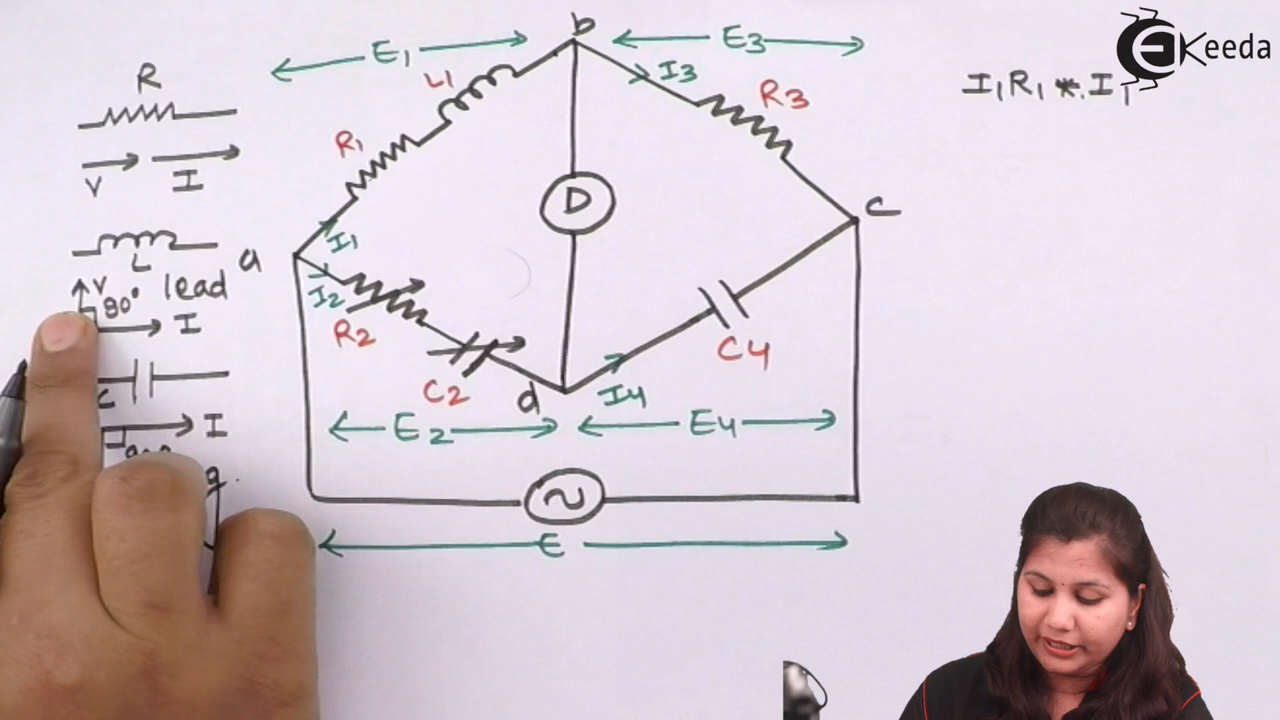 R
V I
L
V 90° lead
I
C
I
b
E1
E3
L1
I3
R3
R1
D
a
c
I1
I2
R2
C4
C2
d
I4
E2
E4
E
I1R1 I1
Keeda